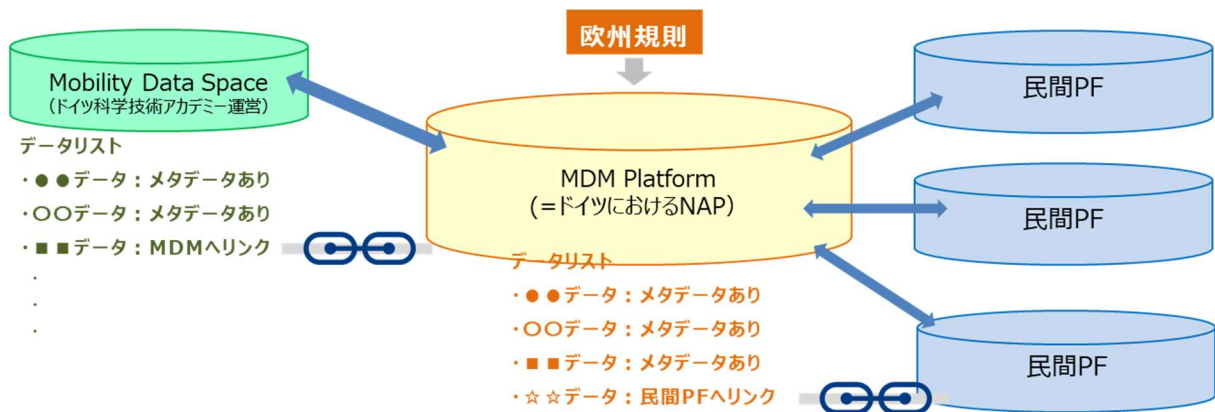 欧州規則
Mobility Data Space
（ドイツ科学技術アカデミー運営）
データリスト
・●●データ：メタデータあり
・〇〇データ：メタデータあり
・■■データ：MDMへリンク
・
・
・
MDM Platform
(＝ドイツにおけるNAP）
データリスト
・●●データ：メタデータあり
・〇〇データ：メタデータあり
・■■データ：メタデータあり
・☆☆データ：民間PFへリンク
民間PF
民間PF
民間PF